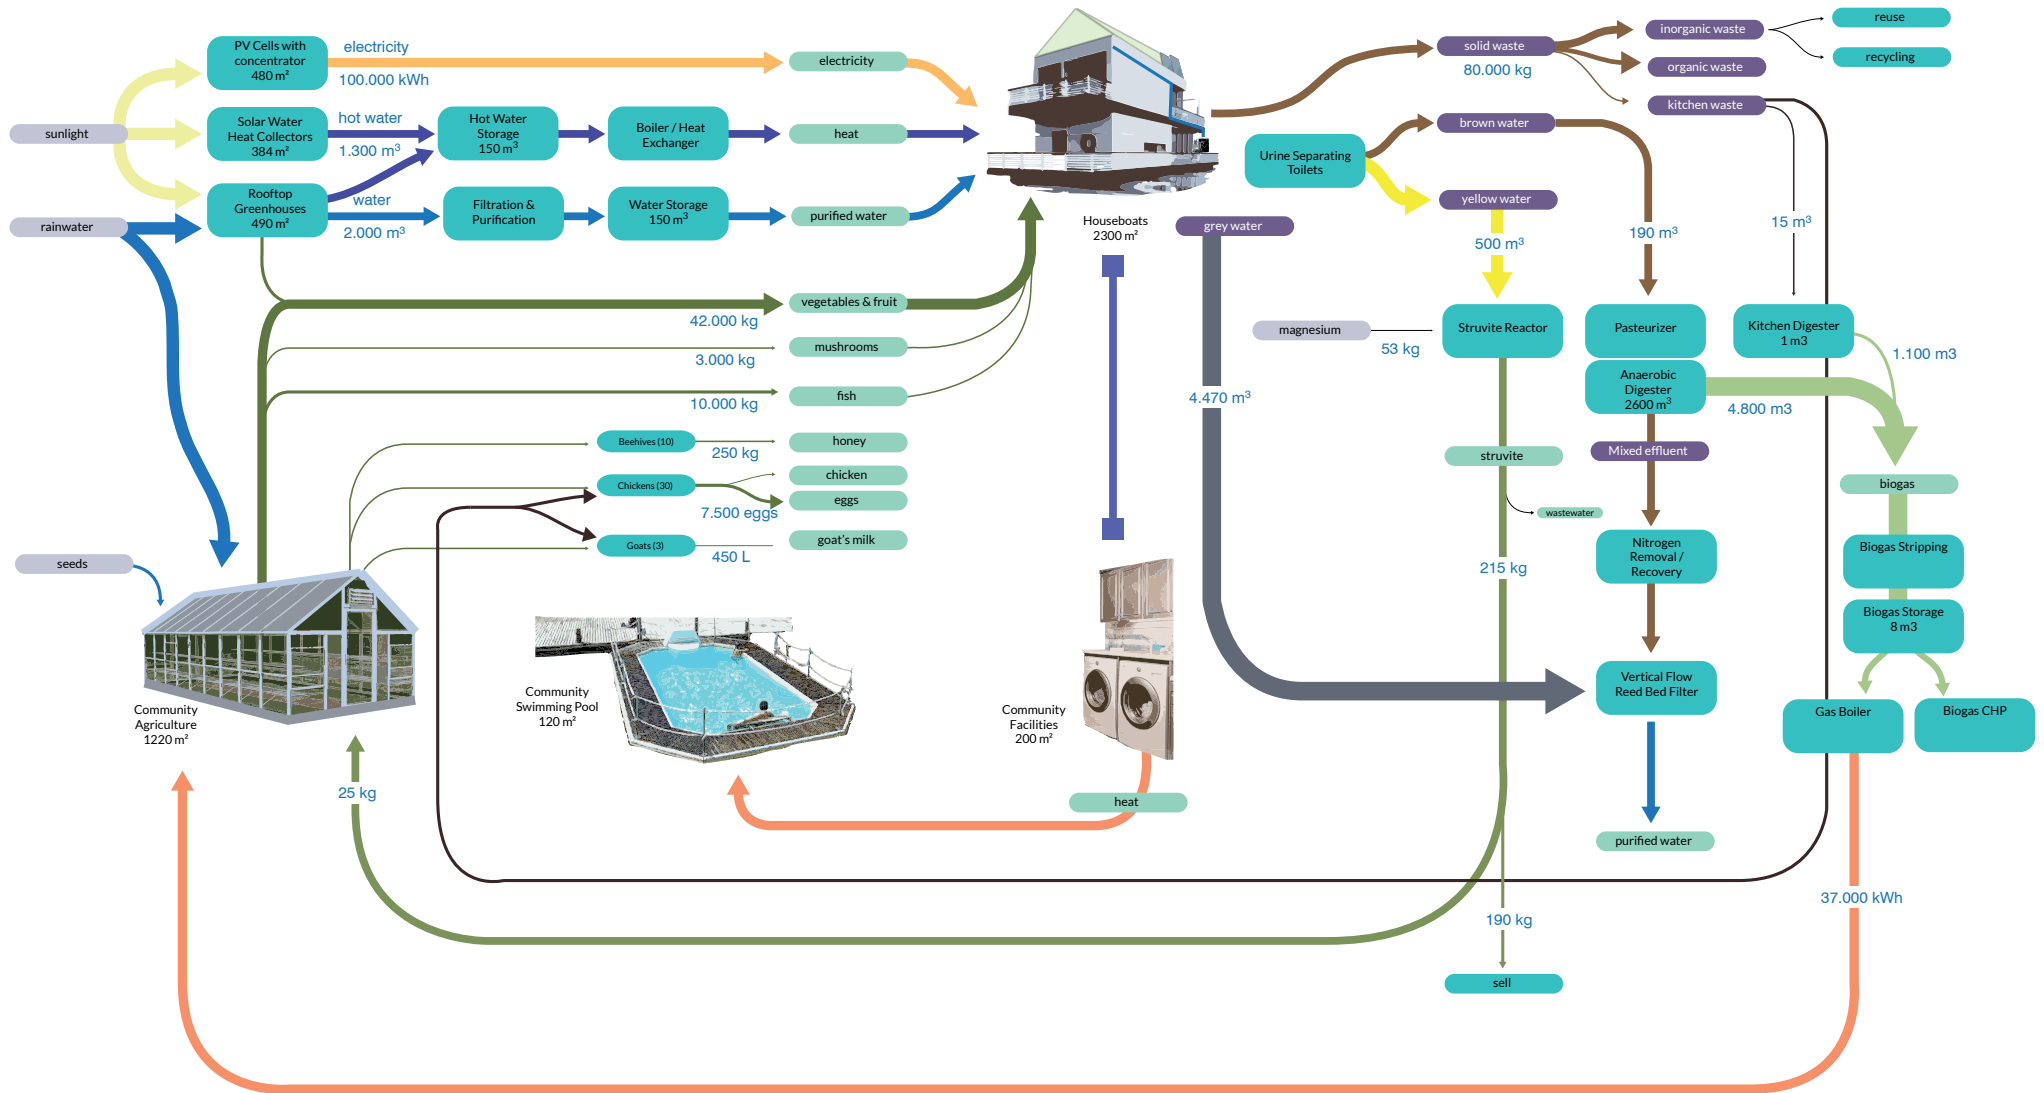 PV Cells with
concentrator
480 m²
electricity
100.000 kWh
electricity
solid waste
80.000 kg
inorganic waste
organic waste
kitchen waste
reuse
recycling
sunlight
Solar Water
Heat Collectors
384 m²
hot water
1.300 m³
Hot Water
Storage
150 m³
Boiler / Heat
Exchanger
heat
brown water
Urine Separating
Toilets
yellow water
rainwater
Rooftop
Greenhouses
490 m²
water
2.000 m³
Filtration &
Purification
Water Storage
150 m³
purified water
Houseboats
2300 m²
grey water
500 m³
190 m³
15 m³
vegetables & fruit
42.000 kg
mushrooms
3.000 kg
fish
10.000 kg
magnesium
53 kg
Struvite Reactor
Pasteurizer
Kitchen Digester
1 m3
1.100 m3
Anaerobic
Digester
2600 m³
4.800 m3
4.470 m³
Beehives (10)
250 kg
honey
Chickens (30)
7.500 eggs
chicken
eggs
Goats (3)
450 L
goat's milk
struvite
wastewater
Mixed effluent
biogas
seeds
215 kg
Nitrogen
Removal /
Recovery
Biogas Stripping
Biogas Storage
8 m3
Vertical Flow
Reed Bed Filter
Gas Boiler
Biogas CHP
Community
Agriculture
1220 m²
Community
Swimming Pool
120 m²
Community
Facilities
200 m²
25 kg
heat
purified water
37.000 kWh
190 kg
sell